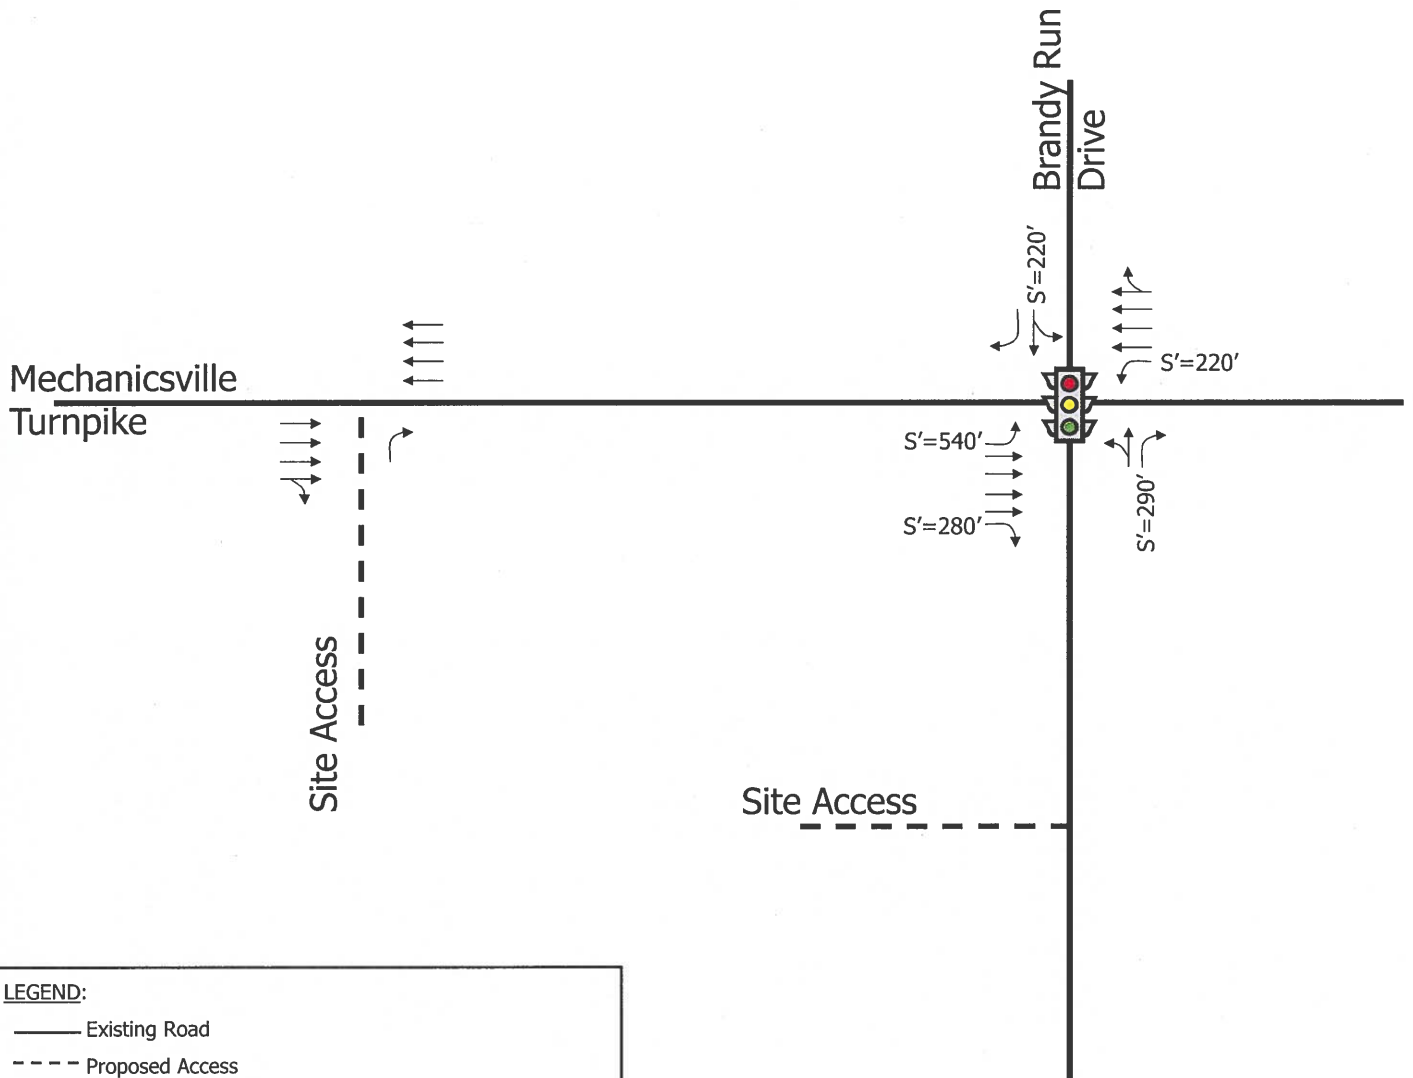 Brandy Run
Drive
S'=220'
S'=220'
Mechanicsville
Turnpike
S'=540'
S'=280'
S'=290'
Site Access
Site Access
LEGEND:
Existing Road
Proposed Access